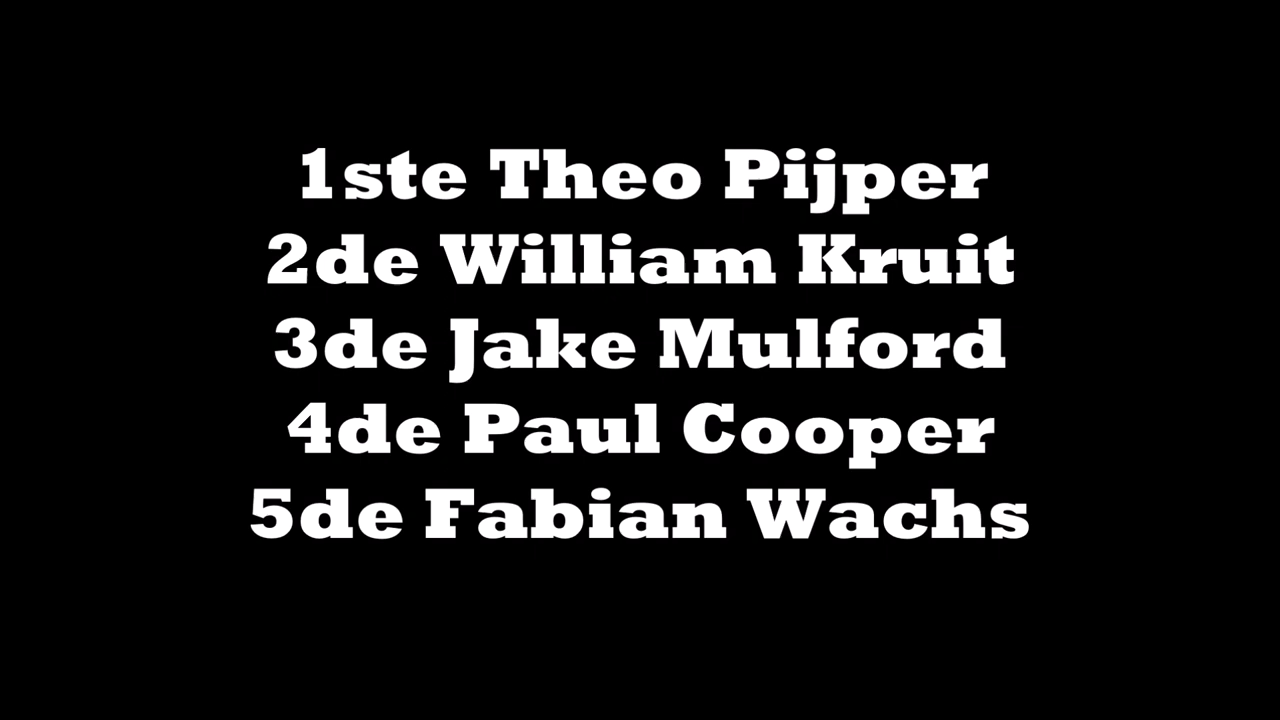 1ste Theo Pijper
2de William Kruit
3de Jake Mulford
4de Paul Cooper
5de Fabian Wachs